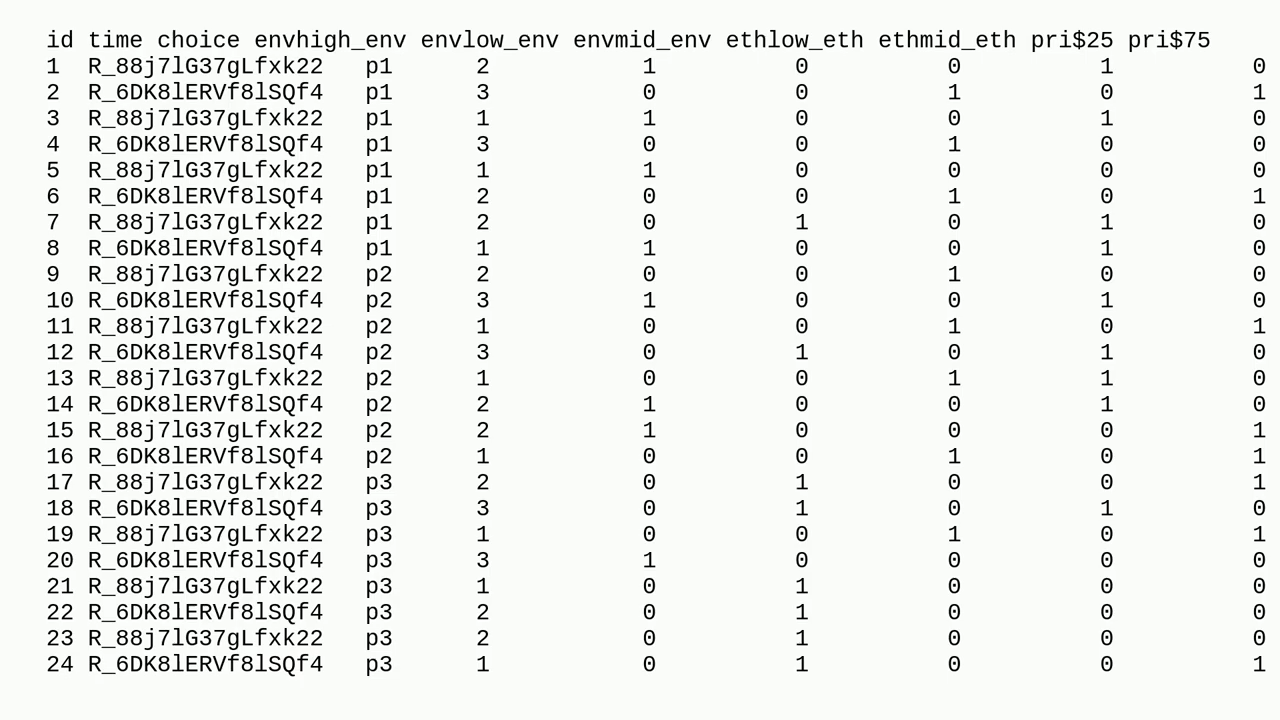 id time choice envhigh_env envlow_env envmid_env ethlow_eth ethmid_eth pri$25 pri$75
1 R_88j7lG37gLfxk22 p1 2 1 0 0 1 0
2 R_6DK8lERVf8lSQf4 p1 3 0 0 1 0 1
3 R_88j7lG37gLfxk22 p1 1 1 0 0 1 0
4 R_6DK8lERVf8lSQf4 p1 3 0 0 1 0 0
5 R_88j7lG37gLfxk22 p1 1 1 0 0 0 0
6 R_6DK8lERVf8lSQf4 p1 2 0 0 1 0 1
7 R_88j7lG37gLfxk22 p1 2 0 1 0 1 0
8 R_6DK8lERVf8lSQf4 p1 1 1 0 0 1 0
9 R_88j7lG37gLfxk22 p2 2 0 0 1 0 0
10 R_6DK8lERVf8lSQf4 p2 3 1 0 0 1 0
11 R_88j7lG37gLfxk22 p2 1 0 0 1 0 1
12 R_6DK8lERVf8lSQf4 p2 3 0 1 0 1 0
13 R_88j7lG37gLfxk22 p2 1 0 0 1 1 0
14 R_6DK8lERVf8lSQf4 p2 2 1 0 0 1 0
15 R_88j7lG37gLfxk22 p2 2 1 0 0 0 1
16 R_6DK8lERVf8lSQf4 p2 1 0 0 1 0 1
17 R_88j7lG37gLfxk22 p3 2 0 1 0 0 1
18 R_6DK8lERVf8lSQf4 p3 3 0 1 0 1 0
19 R_88j7lG37gLfxk22 p3 1 0 0 1 0 1
20 R_6DK8lERVf8lSQf4 p3 3 1 0 0 0 0
21 R_88j7lG37gLfxk22 p3 1 0 1 0 0 0
22 R_6DK8lERVf8lSQf4 p3 2 0 1 0 0 0
23 R_88j7lG37gLfxk22 p3 2 0 1 0 0 0
24 R_6DK8lERVf8lSQf4 p3 1 0 1 0 0 1